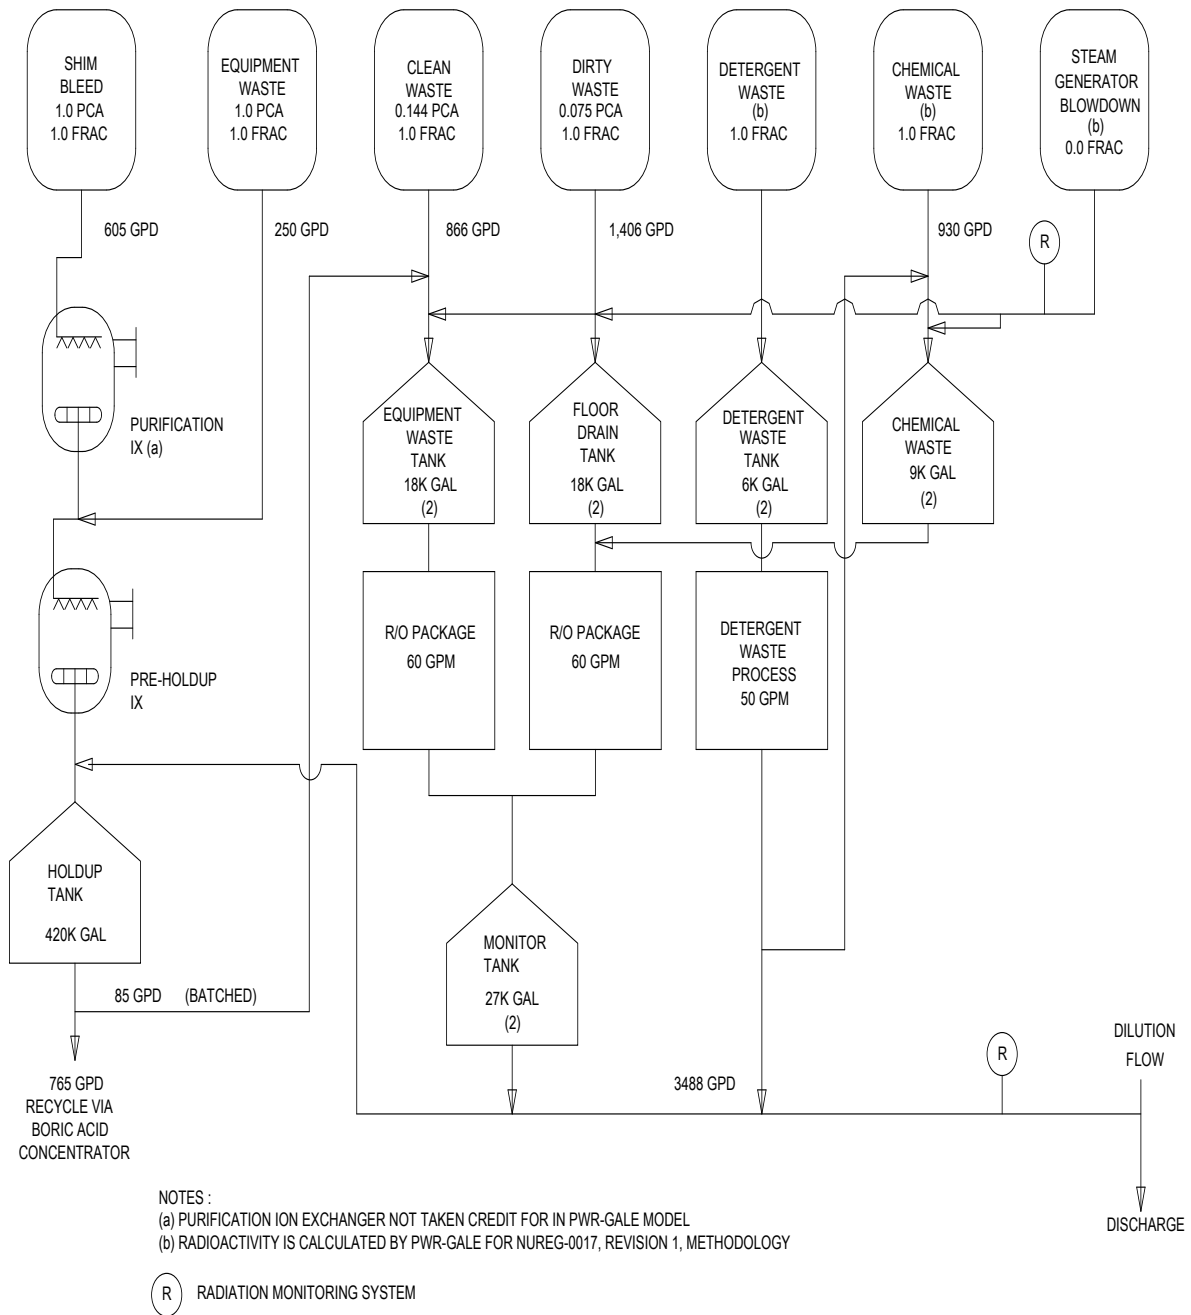 SHIM
BLEED
1.0 PCA
1.0 FRAC
EQUIPMENT
WASTE
1.0 PCA
1.0 FRAC
CLEAN
WASTE
0.144 PCA
1.0 FRAC
DIRTY
WASTE
0.075 PCA
1.0 FRAC
DETERGENT
WASTE
(b)
1.0 FRAC
CHEMICAL
WASTE
(b)
1.0 FRAC
STEAM
GENERATOR
BLOWDOWN
(b)
0.0 FRAC
605 GPD
250 GPD
866 GPD
1,406 GPD
930 GPD
R
PURIFICATION
IX (a)
EQUIPMENT
WASTE
TANK
18K GAL
(2)
FLOOR
DRAIN
TANK
18K GAL
(2)
DETERGENT
WASTE
TANK
6K GAL
(2)
CHEMICAL
WASTE
9K GAL
(2)
PRE-HOLDUP
IX
R/O PACKAGE
60 GPM
R/O PACKAGE
60 GPM
DETERGENT
WASTE
PROCESS
50 GPM
HOLDUP
TANK
420K GAL
MONITOR
TANK
27K GAL
(2)
85 GPD (BATCHED)
765 GPD
RECYCLE VIA
BORIC ACID
CONCENTRATOR
3488 GPD
R
DILUTION
FLOW
DISCHARGE
NOTES :
(a) PURIFICATION ION EXCHANGER NOT TAKEN CREDIT FOR IN PWR-GALE MODEL
(b) RADIOACTIVITY IS CALCULATED BY PWR-GALE FOR NUREG-0017, REVISION 1, METHODOLOGY
R RADIATION MONITORING SYSTEM